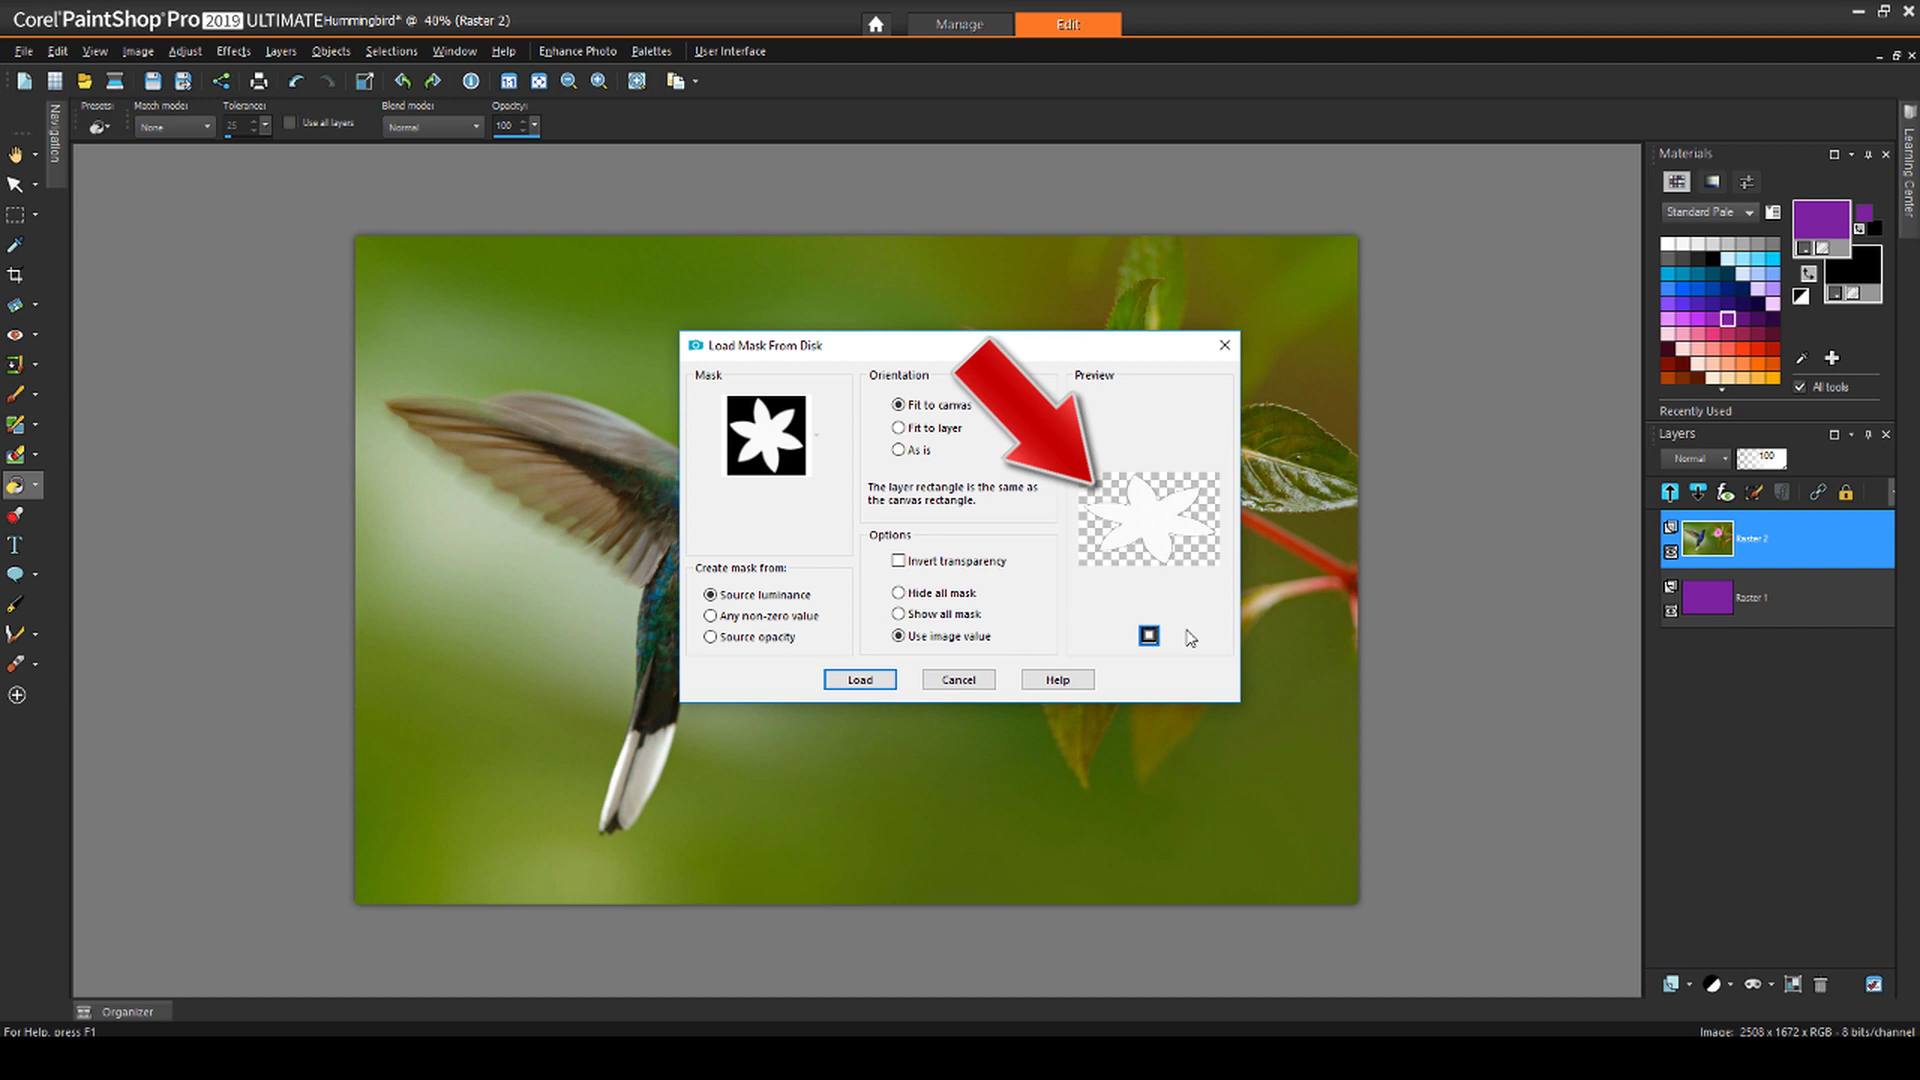 Corel® PaintShop® Pro 2019 ULTIMATE Hummingbird* @ 40% (Raster 2)
Manage
Edit
File Edit View Image Adjust Effects Layers Objects Selections Window Help Enhance Photo Palettes User Interface
Presets: Match mode: Tolerance: Blend mode: Opacity:
None 25 Use all layers Normal 100
Navigation
Learning Center
Materials
Standard Pale
All tools
Recently Used
Layers
Normal 100
Raster 2
Raster 1
Load Mask From Disk
Mask
Create mask from:
Source luminance
Any non-zero value
Source opacity
Orientation
Fit to canvas
Fit to layer
As is
The layer rectangle is the same as
the canvas rectangle.
Options
Invert transparency
Hide all mask
Show all mask
Use image value
Preview
Load Cancel Help
Organizer
For Help, press F1
Image: 2508 x 1672 x RGB - 8 bits/channel